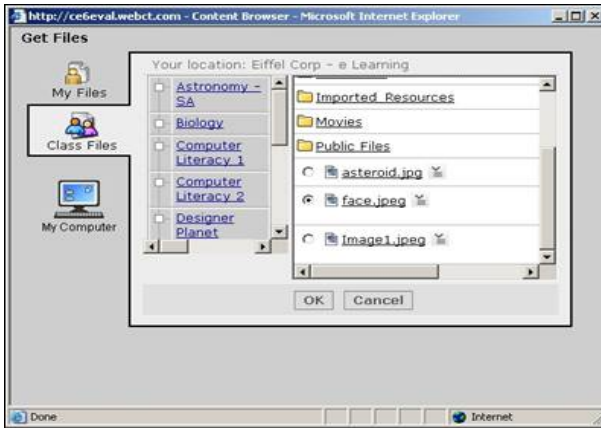 http://ce6eval.webct.com - Content Browser - Microsoft Internet Explorer
Get Files
Your location: Eiffel Corp - e Learning
My Files
Class Files
My Computer
Astronomy -
SA
Biology
Computer
Literacy 1
Computer
Literacy 2
Designer
Planet
Imported Resources
Movies
Public Files
asteroid.jpg
face.jpeg
Image1.jpeg
OK
Cancel
Done
Internet